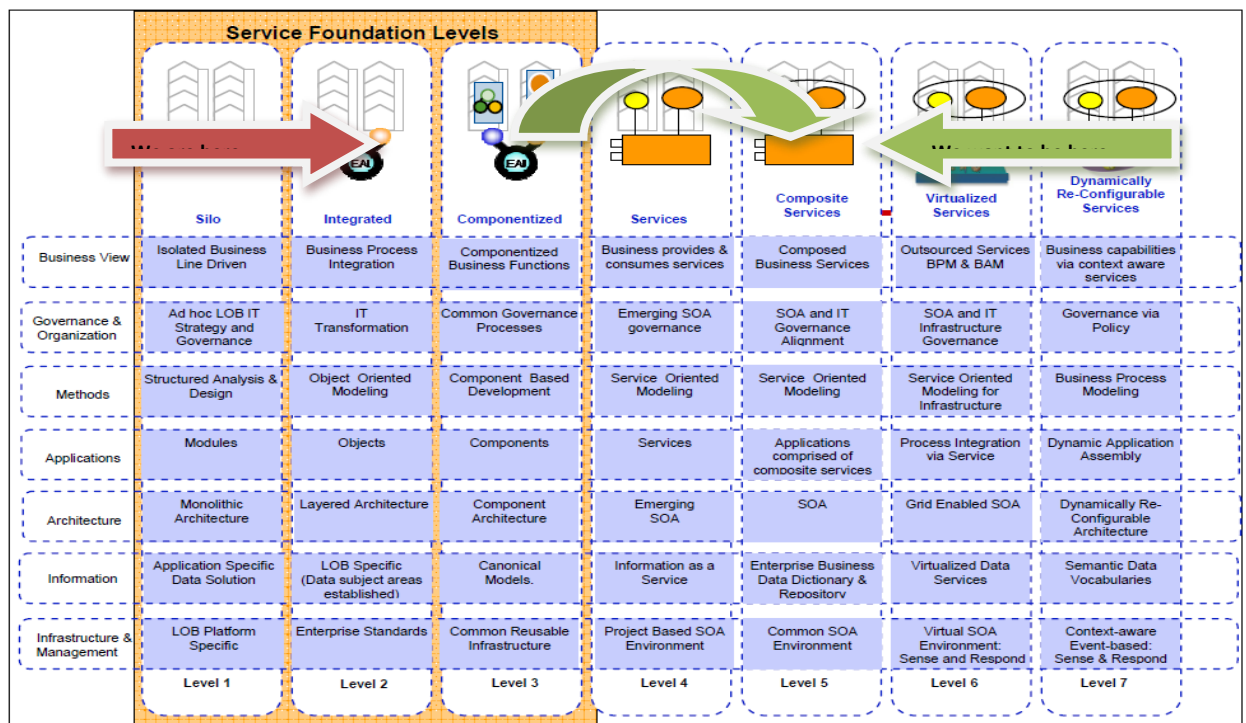 Service Foundation Levels
We are here
EAI
EAI
We want to be here
Silo
Integrated
Componentized
Services
Composite
Services
Virtualized
Services
Dynamically
Re-Configurable
Services
Business View
Isolated Business
Line Driven
Business Process
Integration
Componentized
Business Functions
Business provides &
consumes services
Composed
Business Services
Outsourced Services
BPM & BAM
Business capabilities
via context aware
services
Governance &
Organization
Ad hoc LOB IT
Strategy and
Governance
IT
Transformation
Common Governance
Processes
Emerging SOA
governance
SOA and IT
Governance
Alignment
SOA and IT
Infrastructure
Governance
Governance via
Policy
Methods
Structured Analysis &
Design
Object Oriented
Modeling
Component Based
Development
Service Oriented
Modeling
Service Oriented
Modeling
Service Oriented
Modeling for
Infrastructure
Business Process
Modeling
Applications
Modules
Objects
Components
Services
Applications
comprised of
composite services
Process Integration
via Service
Dynamic Application
Assembly
Architecture
Monolithic
Architecture
Layered Architecture
Component
Architecture
Emerging
SOA
SOA
Grid Enabled SOA
Dynamically Re-
Configurable
Architecture
Information
Application Specific
Data Solution
LOB Specific
(Data subject areas
established)
Canonical
Models.
Information as a
Service
Enterprise Business
Data Dictionary &
Repository
Virtualized Data
Services
Semantic Data
Vocabularies
Infrastructure &
Management
LOB Platform
Specific
Enterprise Standards
Common Reusable
Infrastructure
Project Based SOA
Environment
Common SOA
Environment
Virtual SOA
Environment:
Sense and Respond
Context-aware
Event-based:
Sense & Respond
Level 1
Level 2
Level 3
Level 4
Level 5
Level 6
Level 7